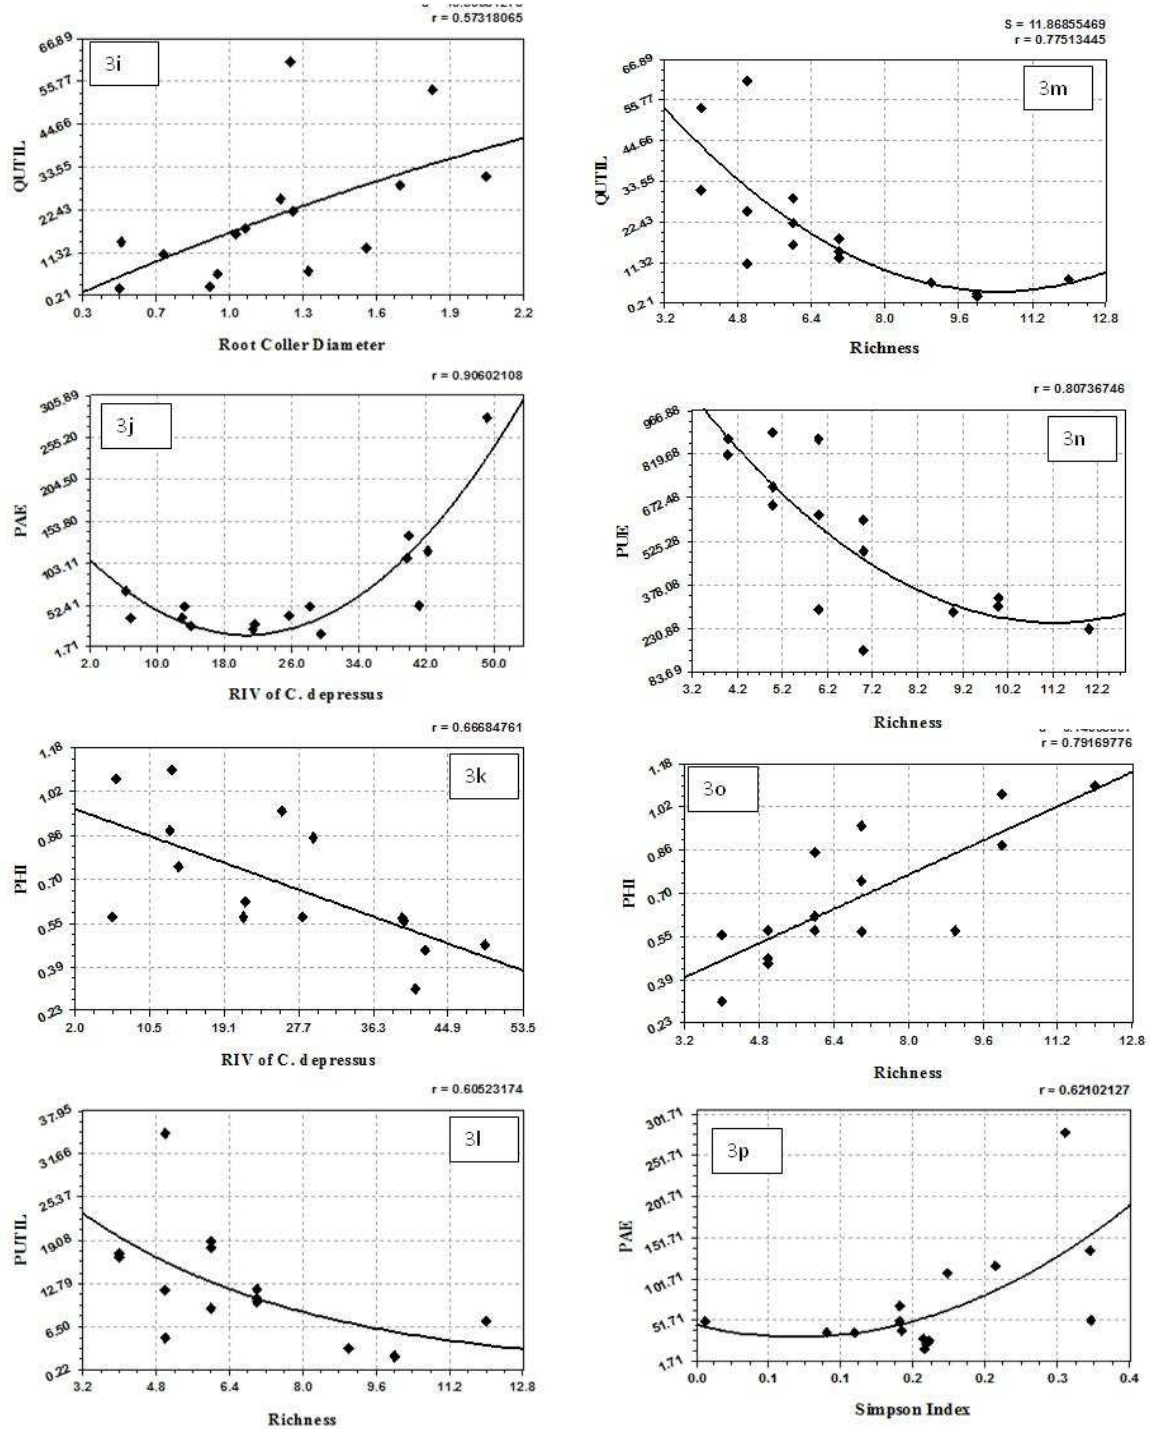 r = 0.57318065
3i
66.89
55.77
44.66
33.55
22.43
11.32
0.21
QUTIL
0.3 0.7 1.0 1.3 1.6 1.9 2.2
Root Coller Diameter
S = 11.86855469
r = 0.77513445
3m
66.89
55.77
44.66
33.55
22.43
11.32
0.21
QUTIL
3.2 4.8 6.4 8.0 9.6 11.2 12.8
Richness
r = 0.90602108
3j
305.89
255.20
204.50
153.80
103.11
52.41
1.71
PAE
2.0 10.0 18.0 26.0 34.0 42.0 50.0
RIV of C. depressus
r = 0.80736746
3n
966.88
819.68
672.48
525.28
378.08
230.88
83.69
PUE
3.2 4.2 5.2 6.2 7.2 8.2 9.2 10.2 11.2 12.2
Richness
r = 0.66684761
3k
1.18
1.02
0.86
0.70
0.55
0.39
0.23
PHI
2.0 10.5 19.1 27.7 36.3 44.9 53.5
RIV of C. depressus
r = 0.79169776
3o
1.18
1.02
0.86
0.70
0.55
0.39
0.23
PHI
3.2 4.8 6.4 8.0 9.6 11.2 12.8
Richness
r = 0.60523174
3l
37.95
31.66
25.37
19.08
12.79
6.50
0.22
PUTIL
3.2 4.8 6.4 8.0 9.6 11.2 12.8
Richness
r = 0.62102127
3p
301.71
251.71
201.71
151.71
101.71
51.71
1.71
PAE
0.0 0.1 0.1 0.2 0.2 0.3 0.4
Simpson Index